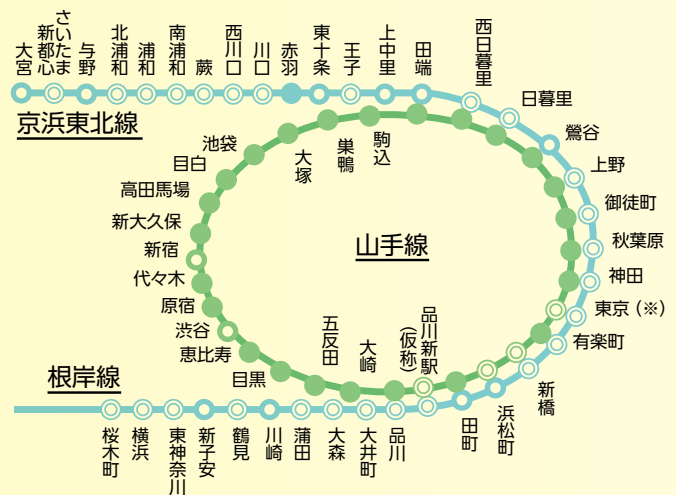 大宮
さいたま
新都心
与野
北浦和
浦和
南浦和
蕨
西川口
川口
赤羽
東十条
王子
上中里
田端
西日暮里
日暮里
鶯谷
上野
御徒町
秋葉原
神田
東京(※)
有楽町
新橋
浜松町
田町
品川
大井町
大森
蒲田
川崎
鶴見
新子安
東神奈川
横浜
桜木町
京浜東北線
根岸線
山手線
駒込
巣鴨
大塚
池袋
目白
高田馬場
新大久保
新宿
代々木
原宿
渋谷
恵比寿
目黒
五反田
大崎
品川新駅
(仮称)